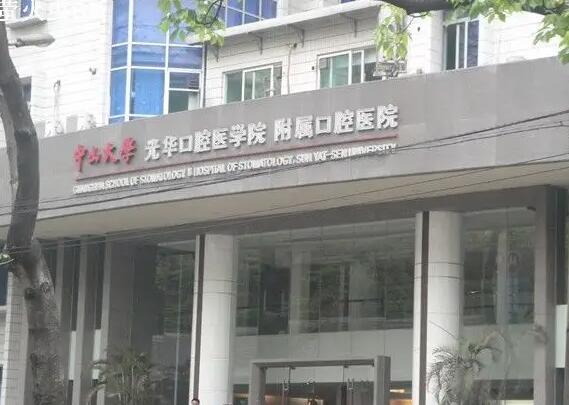 中山大学 光华口腔医学院 附属口腔医院
GUANGHUA SCHOOL OF STOMATOLOGY & HOSPITAL OF STOMATOLOGY, SUN YAT-SEN UNIVERSITY